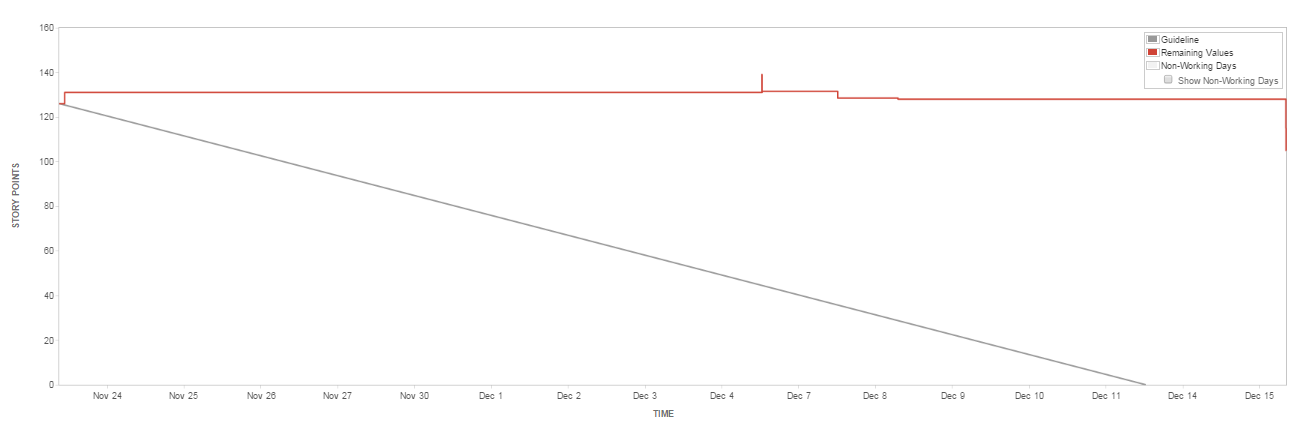 160
140
120
100
80
60
40
20
0
STORY POINTS
Guideline
Remaining Values
Non-Working Days
Show Non-Working Days
Nov 24 Nov 25 Nov 26 Nov 27 Nov 30 Dec 1 Dec 2 Dec 3 Dec 4 Dec 7 Dec 8 Dec 9 Dec 10 Dec 11 Dec 14 Dec 15
TIME